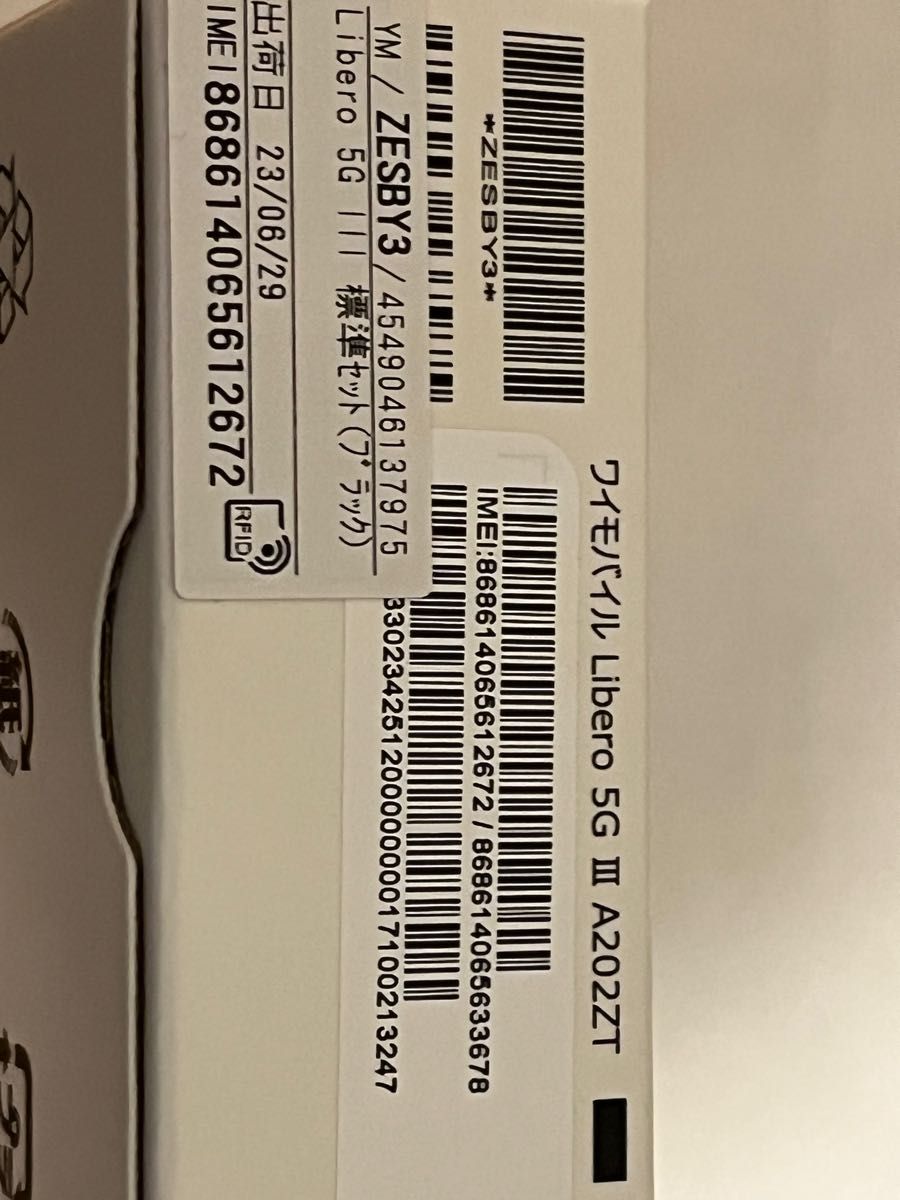 ワイモバイル Libero 5G Ⅲ A202ZT
*ZESBY3*
YM / ZESBY3 / 4549046137975
Libero 5G III 標準セット(ブラック)
出荷日 23/06/29
IMEI 868614065612672
RFID
IMEI:868614065612672 / 868614065633678
33023425120000000017100213247
紙